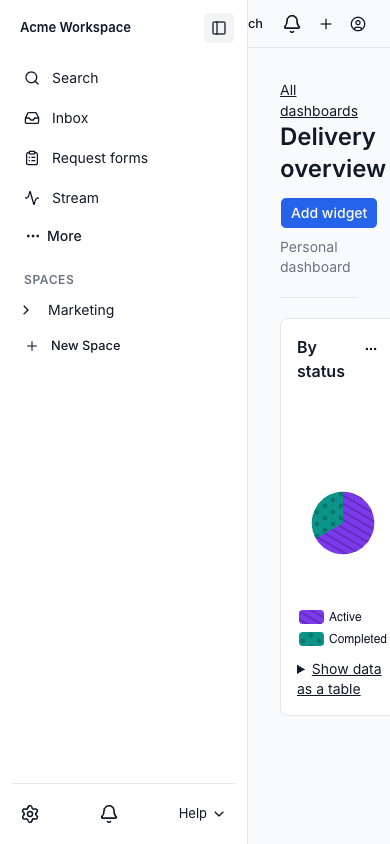 Acme Workspace
Search
Inbox
Request forms
Stream
More
SPACES
Marketing
New Space
Help
ch
All
dashboards
Delivery
overview
Add widget
Personal
dashboard
By
status
Active
Completed
Show data
as a table